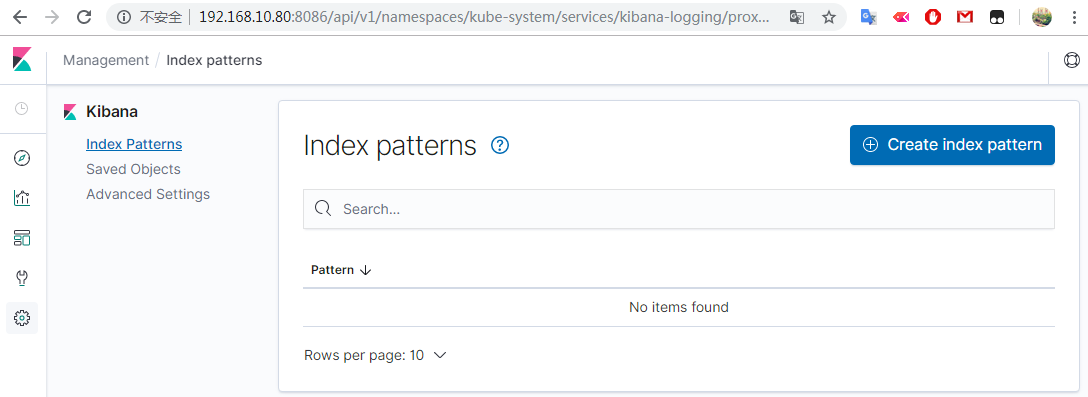 不安全 192.168.10.80:8086/api/v1/namespaces/kube-system/services/kibana-logging/prox...
Management / Index patterns
Kibana
Index Patterns
Saved Objects
Advanced Settings
Index patterns
Create index pattern
Search...
Pattern
No items found
Rows per page: 10